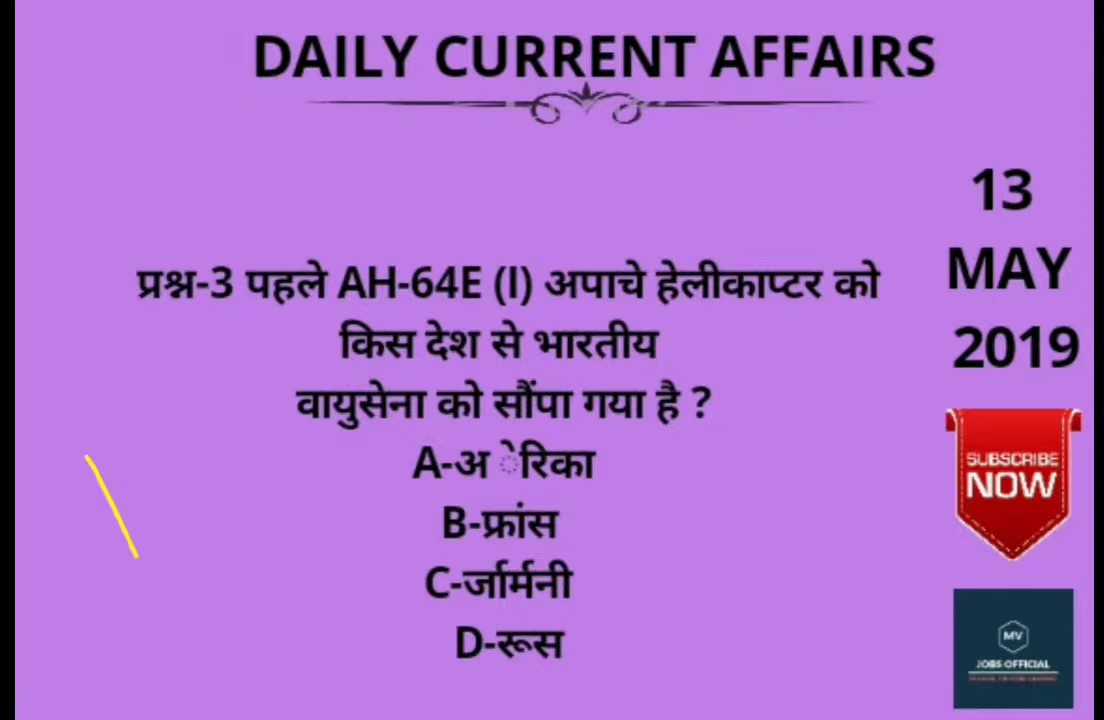 DAILY CURRENT AFFAIRS
13
MAY
2019
प्रश्न-3 पहले AH-64E (I) अपाचे हेलीकाप्टर को
किस देश से भारतीय
वायुसेना को सौंपा गया है ?
A-अ ेरिका
B-फ्रांस
C-जार्मनी
D-रूस
SUBSCRIBE
NOW
MV
JOBS OFFICIAL